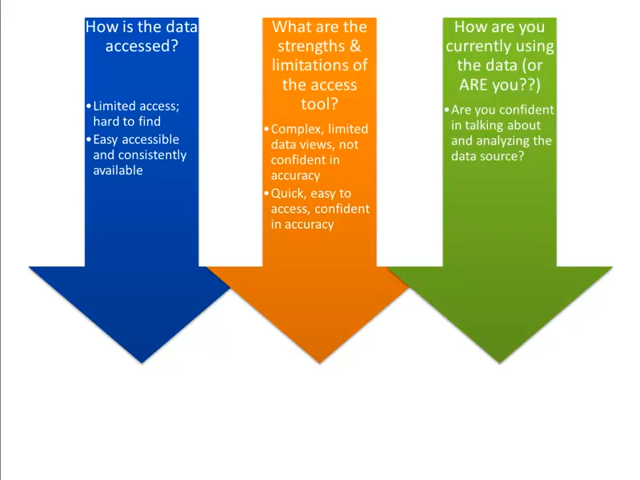 How is the data
accessed?
•Limited access;
hard to find
•Easy accessible
and consistently
available
What are the
strengths &
limitations of
the access
tool?
•Complex, limited
data views, not
confident in
accuracy
•Quick, easy to
access, confident
in accuracy
How are you
currently using
the data (or
ARE you??)
•Are you confident
in talking about
and analyzing the
data source?